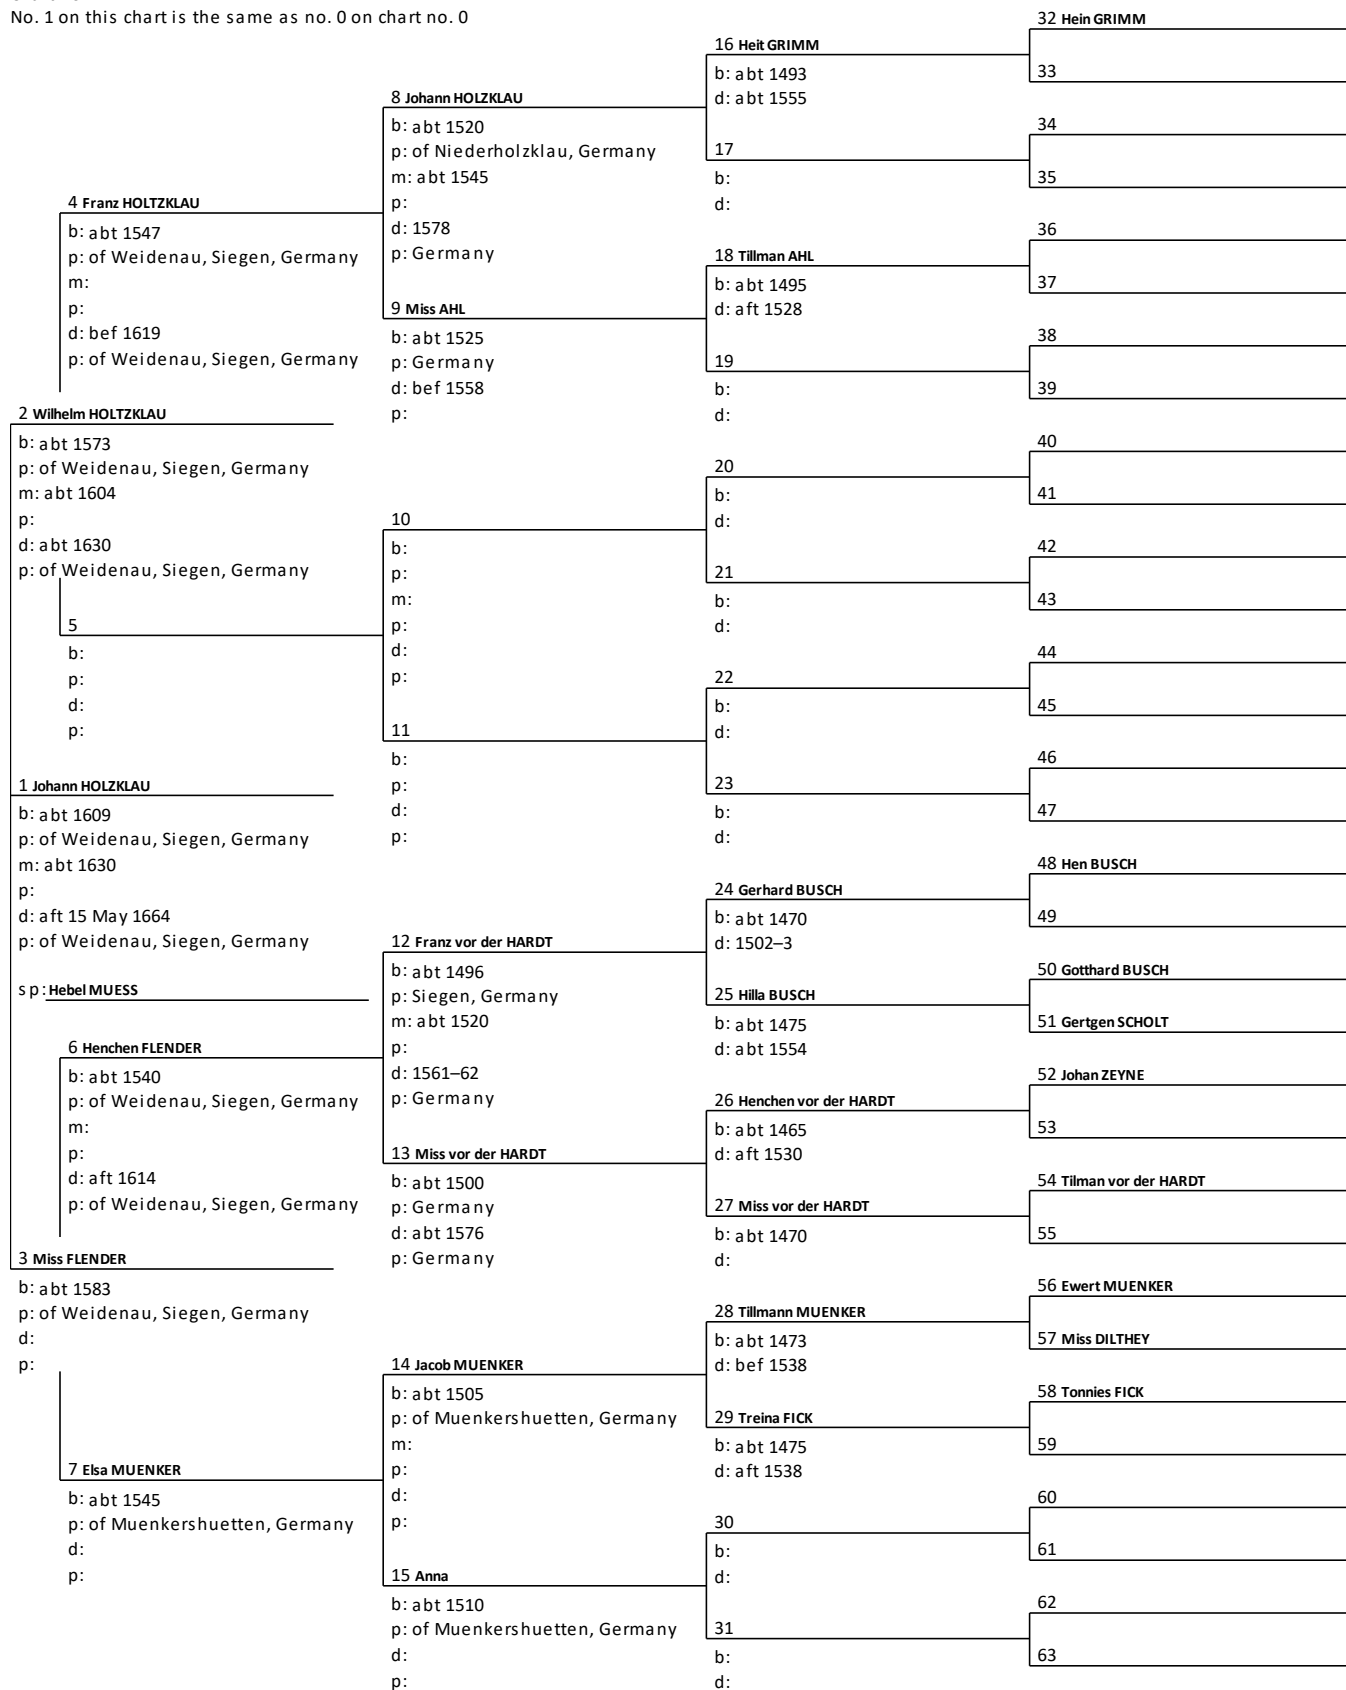 No. 1 on this chart is the same as no. 0 on chart no. 0
4 Franz HOLTZKLAU
b: abt 1547
p: of Weidenau, Siegen, Germany
m:
p:
d: bef 1619
p: of Weidenau, Siegen, Germany
2 Wilhelm HOLTZKLAU
b: abt 1573
p: of Weidenau, Siegen, Germany
m: abt 1604
p:
d: abt 1630
p: of Weidenau, Siegen, Germany
5
b:
p:
d:
p:
1 Johann HOLZKLAU
b: abt 1609
p: of Weidenau, Siegen, Germany
m: abt 1630
p:
d: aft 15 May 1664
p: of Weidenau, Siegen, Germany
sp: Hebel MUESS
6 Henchen FLENDER
b: abt 1540
p: of Weidenau, Siegen, Germany
m:
p:
d: aft 1614
p: of Weidenau, Siegen, Germany
3 Miss FLENDER
b: abt 1583
p: of Weidenau, Siegen, Germany
d:
p:
7 Elsa MUENKER
b: abt 1545
p: of Muenkershuetten, Germany
d:
p:
8 Johann HOLZKLAU
b: abt 1520
p: of Niederholzklau, Germany
m: abt 1545
p:
d: 1578
p: Germany
9 Miss AHL
b: abt 1525
p: Germany
d: bef 1558
p:
10
b:
p:
m:
p:
d:
p:
11
b:
p:
d:
p:
12 Franz vor der HARDT
b: abt 1496
p: Siegen, Germany
m: abt 1520
p:
d: 1561–62
p: Germany
13 Miss vor der HARDT
b: abt 1500
p: Germany
d: abt 1576
p: Germany
14 Jacob MUENKER
b: abt 1505
p: of Muenkershuetten, Germany
m:
p:
d:
p:
15 Anna
b: abt 1510
p: of Muenkershuetten, Germany
d:
p:
16 Heit GRIMM
b: abt 1493
d: abt 1555
17
b:
d:
18 Tillman AHL
b: abt 1495
d: aft 1528
19
b:
d:
20
b:
d:
21
b:
d:
22
b:
d:
23
b:
d:
24 Gerhard BUSCH
b: abt 1470
d: 1502–3
25 Hilla BUSCH
b: abt 1475
d: abt 1554
26 Henchen vor der HARDT
b: abt 1465
d: aft 1530
27 Miss vor der HARDT
b: abt 1470
d:
28 Tillmann MUENKER
b: abt 1473
d: bef 1538
29 Treina FICK
b: abt 1475
d: aft 1538
30
b:
d:
31
b:
d:
32 Hein GRIMM
33
34
35
36
37
38
39
40
41
42
43
44
45
46
47
48 Hen BUSCH
49
50 Gotthard BUSCH
51 Gertgen SCHOLT
52 Johan ZEYNE
53
54 Tilman vor der HARDT
55
56 Ewert MUENKER
57 Miss DILTHEY
58 Tonnies FICK
59
60
61
62
63